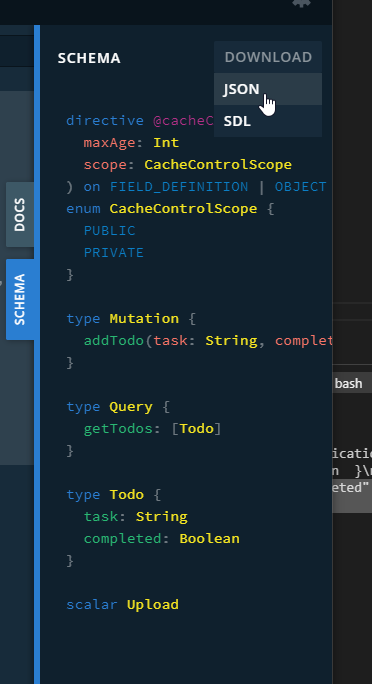 SCHEMA
DOWNLOAD
JSON
SDL
DOCS
SCHEMA
directive @cacheC
maxAge: Int
scope: CacheControlScope
) on FIELD_DEFINITION | OBJECT
enum CacheControlScope {
PUBLIC
PRIVATE
}
type Mutation {
addTodo(task: String, complet
}
type Query {
getTodos: [Todo]
}
type Todo {
task: String
completed: Boolean
}
scalar Upload
bash
icatio
n }\
eted"